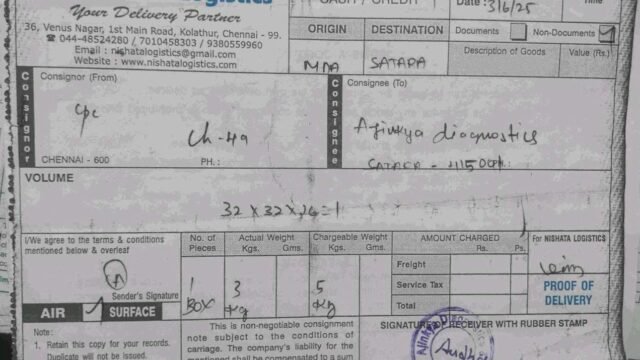 Your Delivery Partner
36, Venus Nagar, 1st Main Road, Kolathur, Chennai - 99.
☎ 044-48524280 / 7010458303 / 9380559960
Email : nishatalogistics@gmail.com
Website : www.nishatalogistics.com
CASH / CREDIT
Date : 3/6/25
Time
ORIGIN
DESTINATION
Documents
Non-Documents
MAA
SATARA
Description of Goods
Value (Rs.)
Consignor
Consignor (From)
CPC
Ch-49
CHENNAI - 600
PH. :
Consignee
Consignee (To)
Ajinkya diagnostics
SATARA -
PH. :
VOLUME
32 x 32 x
I/We agree to the terms & conditions
mentioned below & overleaf
Sender's Signature
AIR
SURFACE
No. of
Pieces
Actual Weight
Kgs. Gms.
Chargeable Weight
Kgs. Gms.
AMOUNT CHARGED
Rs. Ps.
For NISHATA LOGISTICS
1
BOX
3
kg
5
kg
Freight
Service Tax
Total
PROOF OF
DELIVERY
Note :
1. Retain this copy for your records.
Duplicate will not be issued.
This is non-negotiable consignment
note subject to the conditions of
carriage. The company's liability for the
SIGNATURE OF RECEIVER WITH RUBBER STAMP